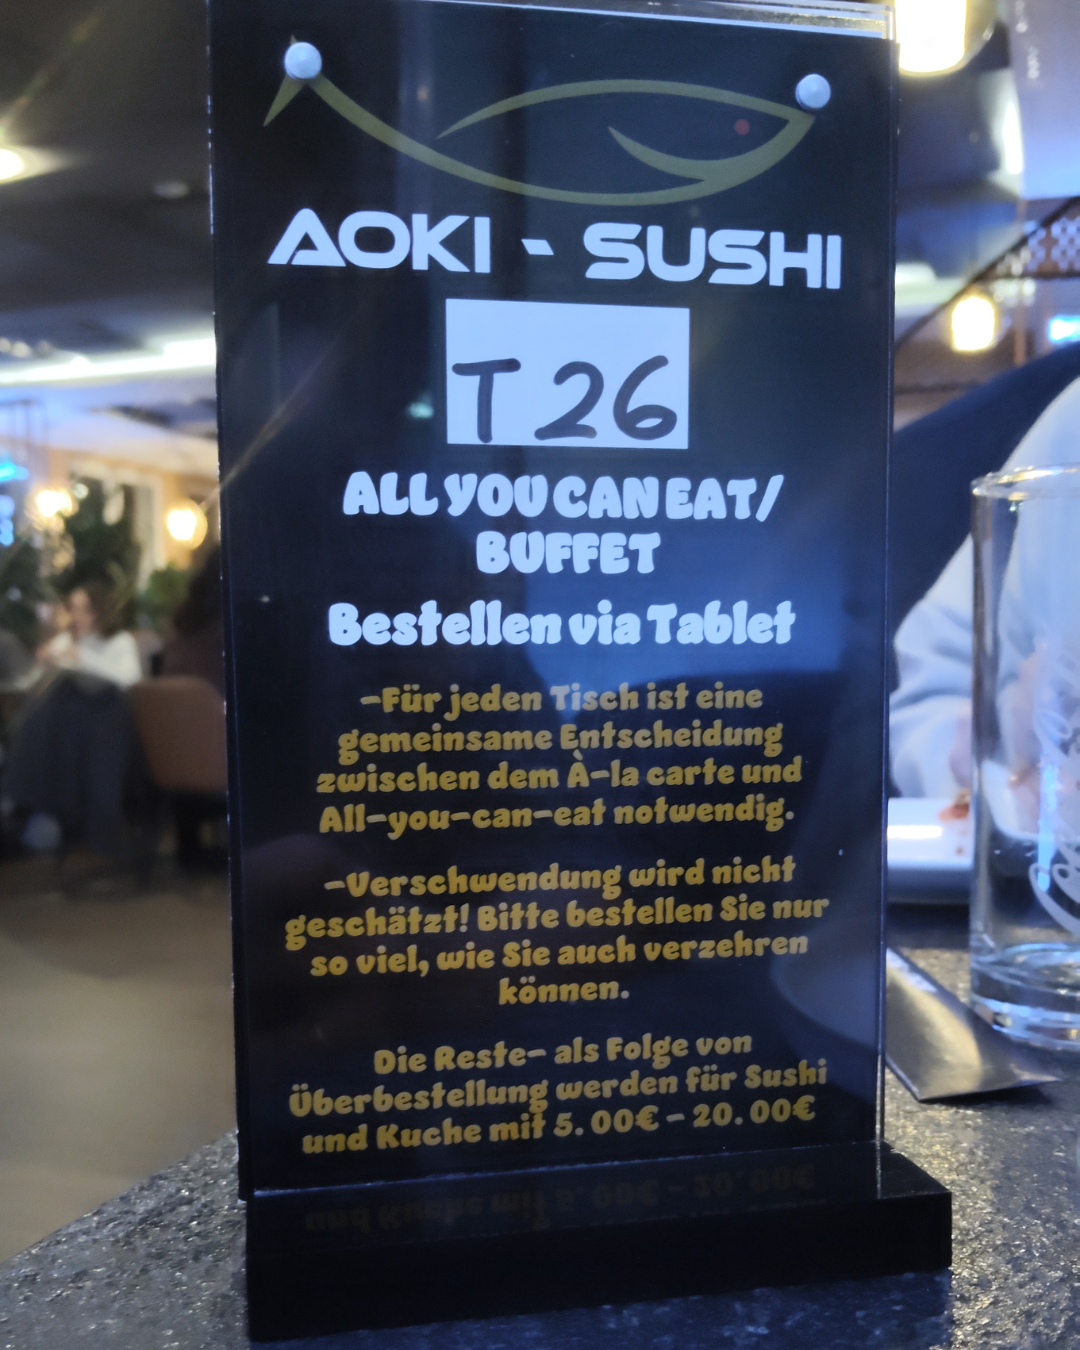 AOKI - SUSHI
T 26
ALL YOU CAN EAT/
BUFFET
Bestellen via Tablet
-Für jeden Tisch ist eine
gemeinsame Entscheidung
zwischen dem À-la carte und
All-you-can-eat notwendig.
-Verschwendung wird nicht
geschätzt! Bitte bestellen Sie nur
so viel, wie Sie auch verzehren
können.
Die Reste- als Folge von
Überbestellung werden für Sushi
und Kuche mit 5.00€ - 20.00€